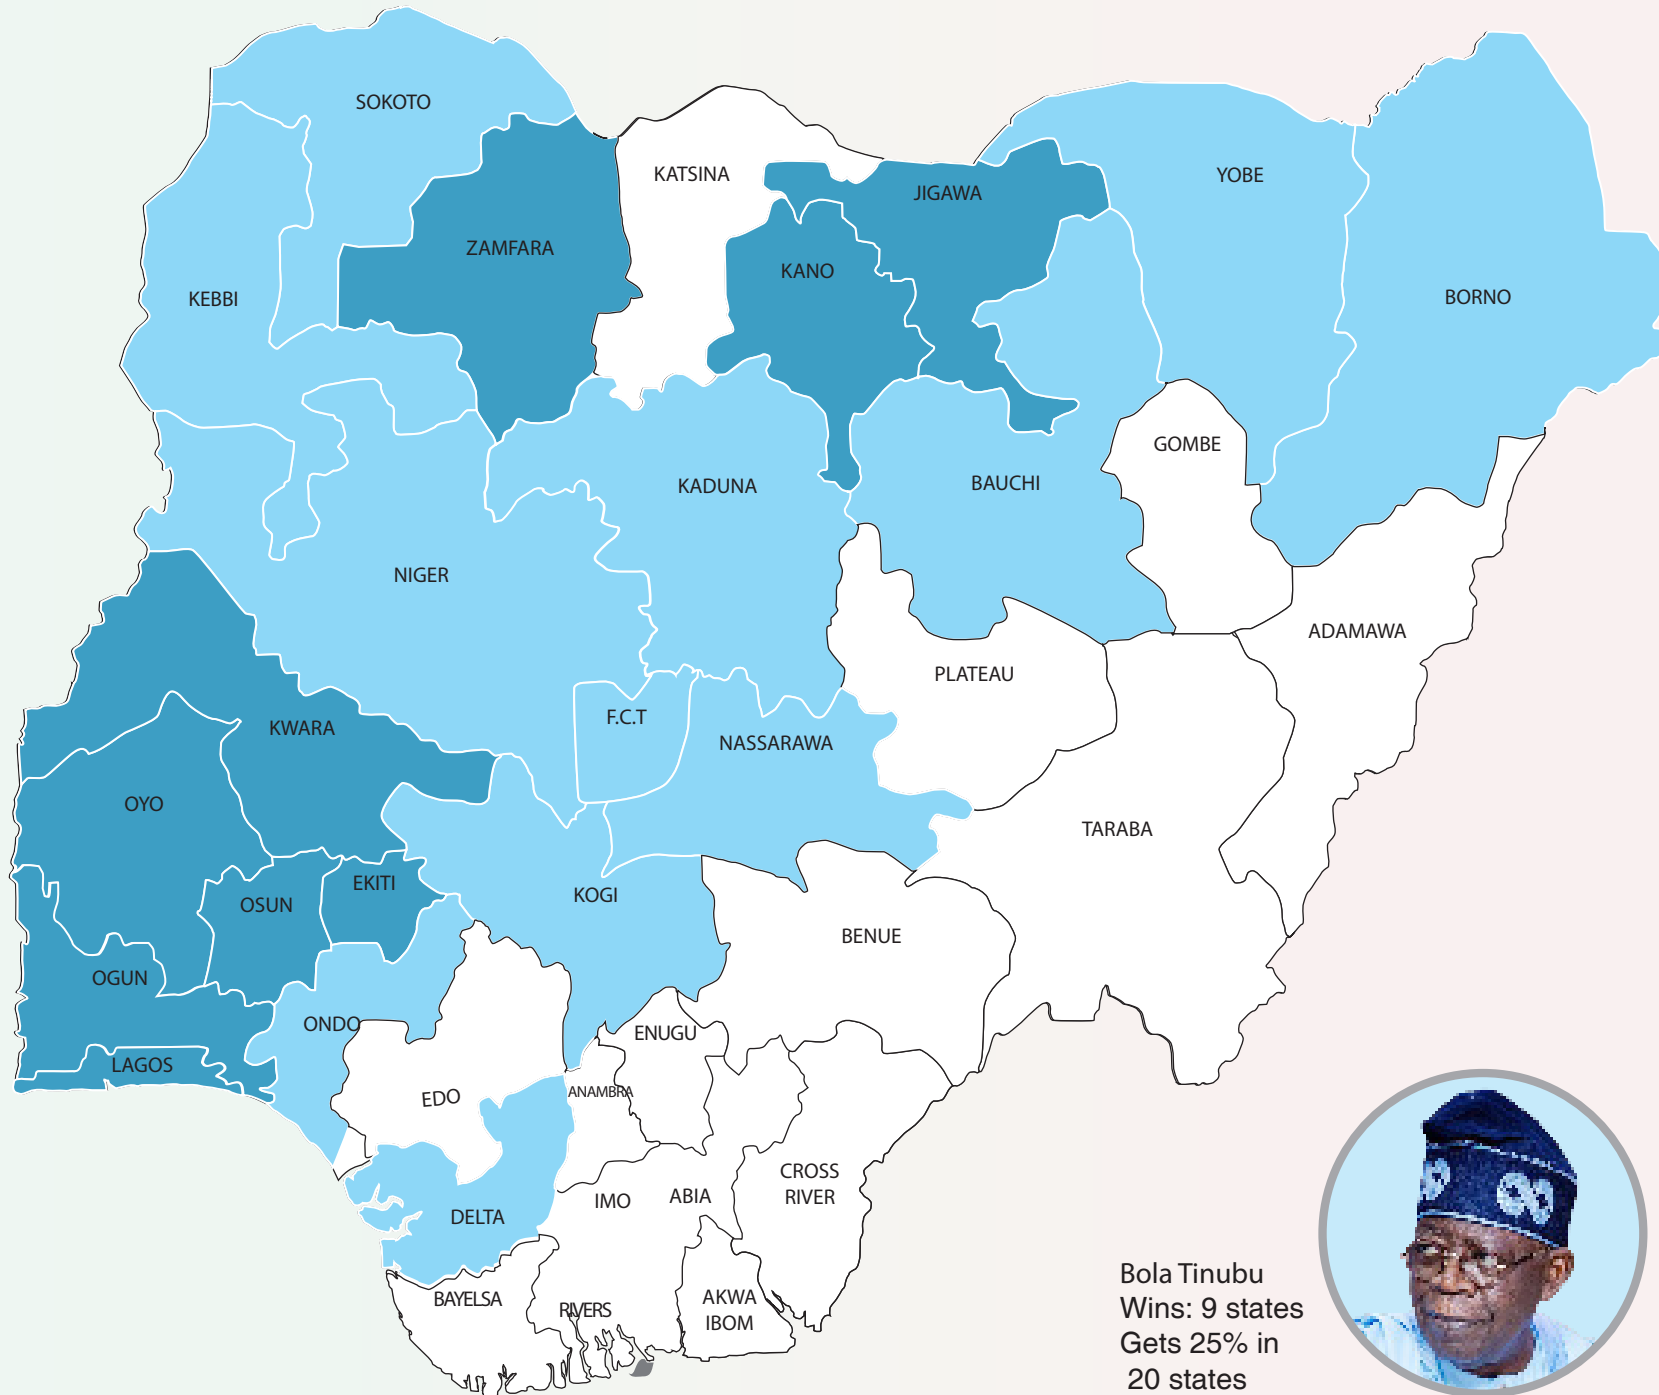 SOKOTO
KATSINA
YOBE
JIGAWA
ZAMFARA
KANO
KEBBI
BORNO
GOMBE
BAUCHI
KADUNA
NIGER
ADAMAWA
PLATEAU
F.C.T
KWARA
NASSARAWA
OYO
TARABA
EKITI
KOGI
OSUN
BENUE
OGUN
ONDO
ENUGU
LAGOS
ANAMBRA
EDO
CROSS
RIVER
ABIA
IMO
DELTA
BAYELSA
RIVERS
AKWA
IBOM
Bola Tinubu
Wins: 9 states
Gets 25% in
20 states